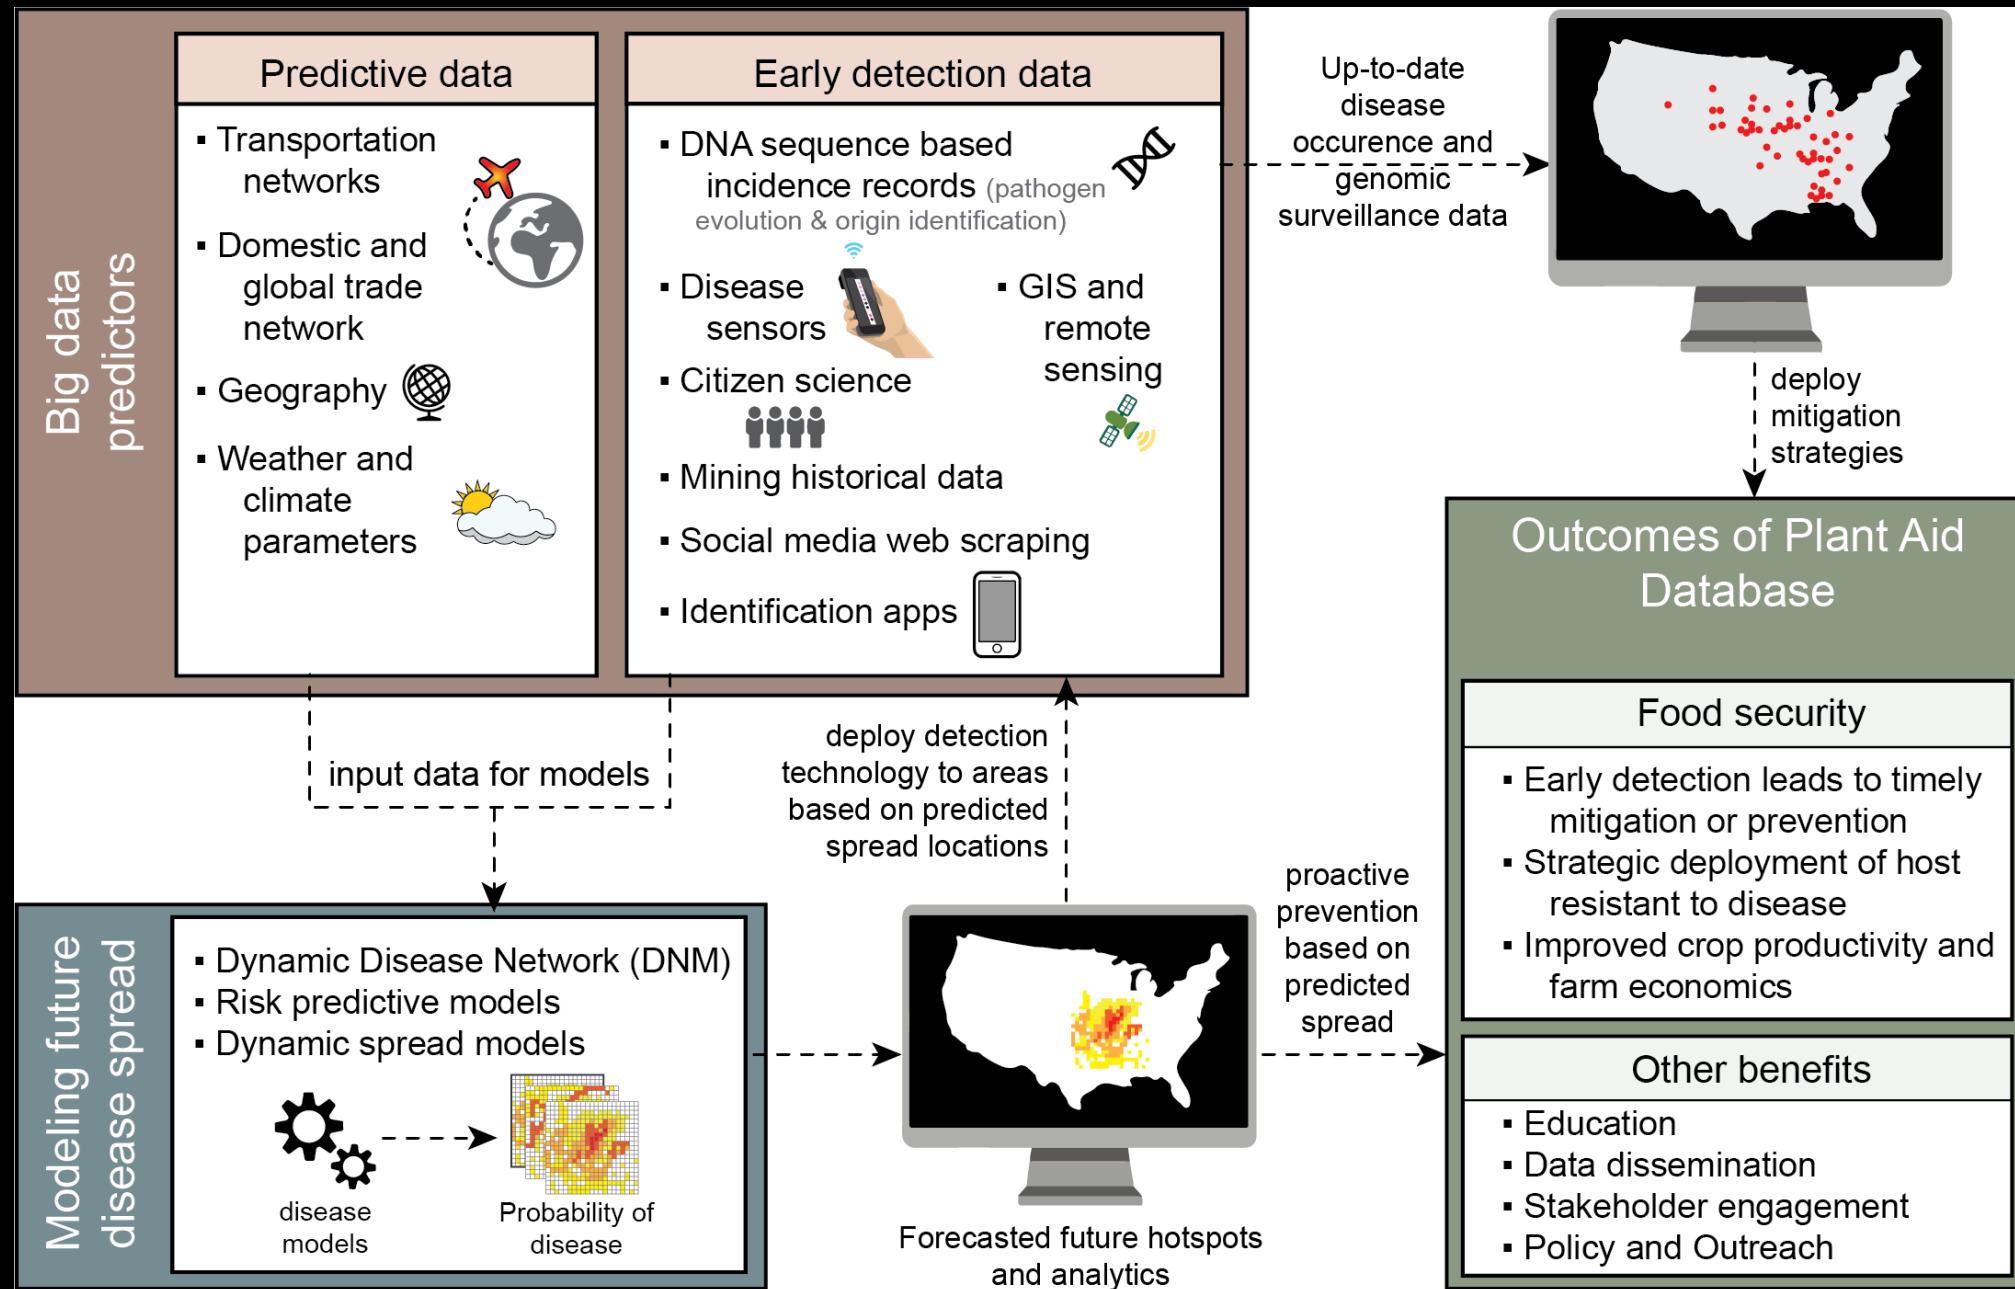 Big data
predictors
Predictive data
▪ Transportation
networks
▪ Domestic and
global trade
network
▪ Geography
▪ Weather and
climate
parameters
Early detection data
▪ DNA sequence based
incidence records (pathogen
evolution & origin identification)
▪ Disease
sensors
▪ GIS and
remote
sensing
▪ Citizen science
▪ Mining historical data
▪ Social media web scraping
▪ Identification apps
Up-to-date
disease
occurence and
genomic
surveillance data
deploy
mitigation
strategies
input data for models
deploy detection
technology to areas
based on predicted
spread locations
Modeling future
disease spread
▪ Dynamic Disease Network (DNM)
▪ Risk predictive models
▪ Dynamic spread models
disease
models
Probability of
disease
Forecasted future hotspots
and analytics
proactive
prevention
based on
predicted
spread
Outcomes of Plant Aid
Database
Food security
▪ Early detection leads to timely
mitigation or prevention
▪ Strategic deployment of host
resistant to disease
▪ Improved crop productivity and
farm economics
Other benefits
▪ Education
▪ Data dissemination
▪ Stakeholder engagement
▪ Policy and Outreach